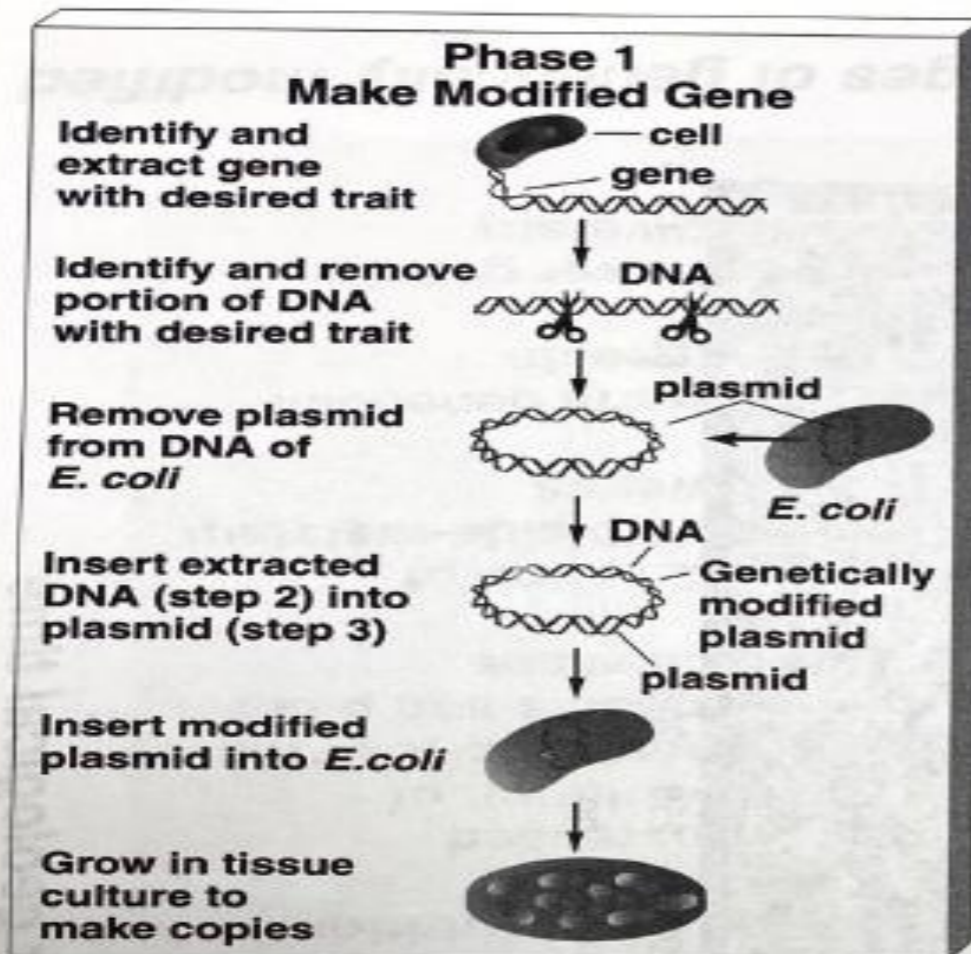 Phase 1
Make Modified Gene
Identify and
extract gene
with desired trait
cell
gene
Identify and remove
portion of DNA
with desired trait
DNA
Remove plasmid
from DNA of
E. coli
plasmid
E. coli
Insert extracted
DNA (step 2) into
plasmid (step 3)
DNA
Genetically
modified
plasmid
plasmid
Insert modified
plasmid into E.coli
Grow in tissue
culture to
make copies